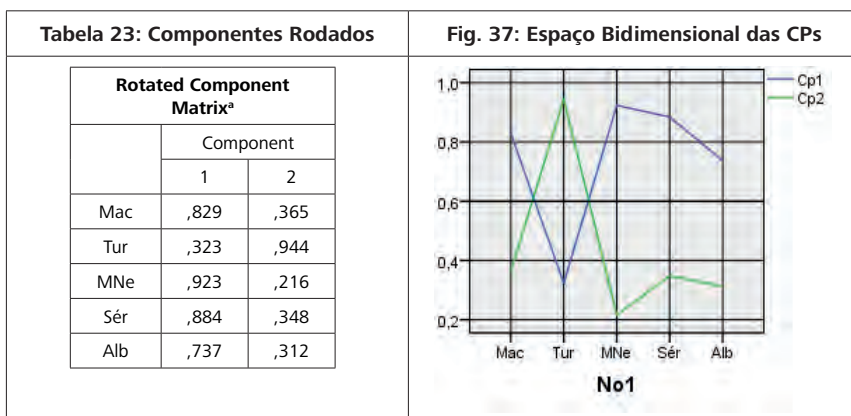 Tabela 23: Componentes Rodados
Fig. 37: Espaço Bidimensional das CPs
Rotated Component
Matrixᵃ
Component
1 2
Mac ,829 ,365
Tur ,323 ,944
MNe ,923 ,216
Sér ,884 ,348
Alb ,737 ,312
1,0
0,8
0,6
0,4
0,2
Mac Tur MNe Sér Alb
No1
Cp1
Cp2